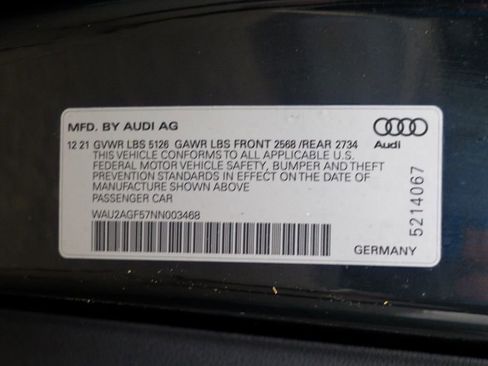 MFD. BY AUDI AG
12 21 GVWR LBS 5126 GAWR LBS FRONT 2568 /REAR 2734
THIS VEHICLE CONFORMS TO ALL APPLICABLE U.S.
FEDERAL MOTOR VEHICLE SAFETY, BUMPER AND THEFT
PREVENTION STANDARDS IN EFFECT ON THE DATE OF
MANUFACTURE SHOWN ABOVE
PASSENGER CAR
WAU2AGF57NN003468
Audi
5214067
GERMANY